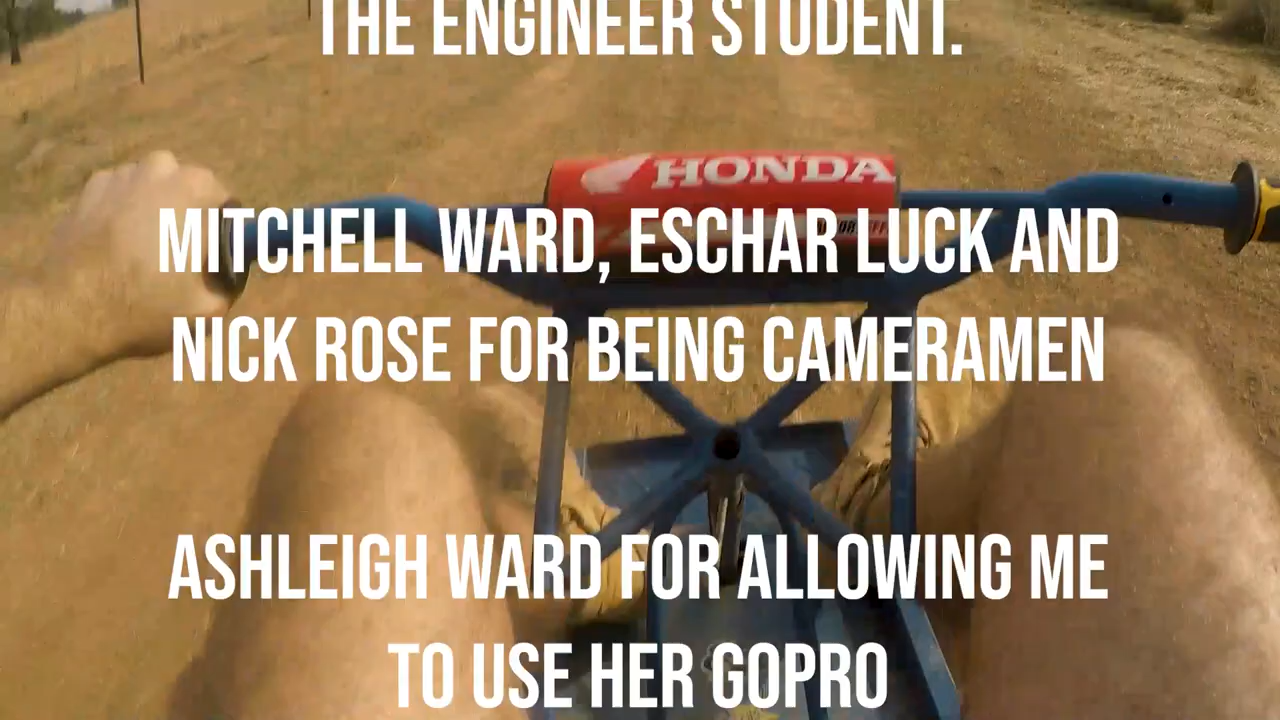 THE ENGINEER STUDENT.
HONDA
MITCHELL WARD, ESCHAR LUCK AND
NICK ROSE FOR BEING CAMERAMEN
ASHLEIGH WARD FOR ALLOWING ME
TO USE HER GOPRO